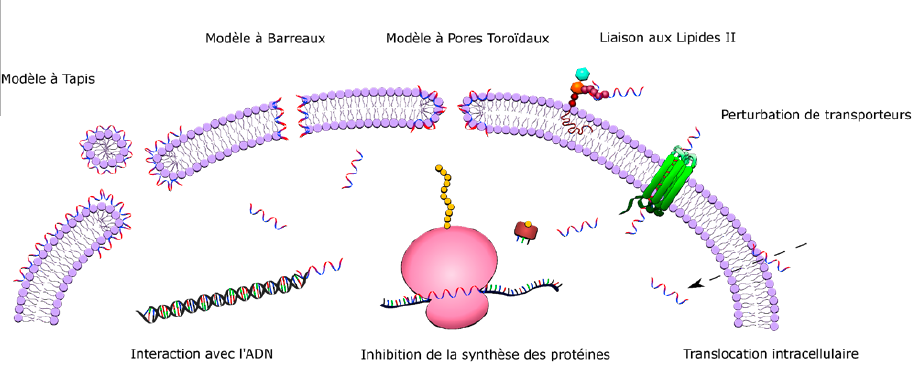 Modèle à Barreaux
Modèle à Pores Toroïdaux
Liaison aux Lipides II
Modèle à Tapis
Perturbation de transporteurs
Interaction avec l'ADN
Inhibition de la synthèse des protéines
Translocation intracellulaire